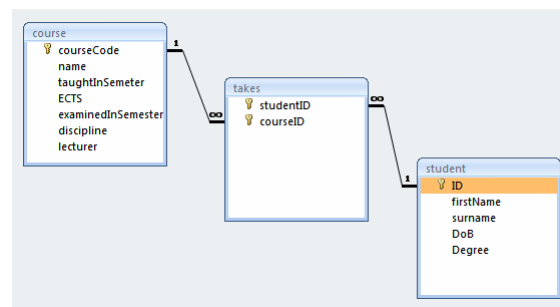 course
courseCode
name
taughtInSemeter
ECTS
examinedInSemester
discipline
lecturer
1
∞
takes
studentID
courseID
∞
1
student
ID
firstName
surname
DoB
Degree